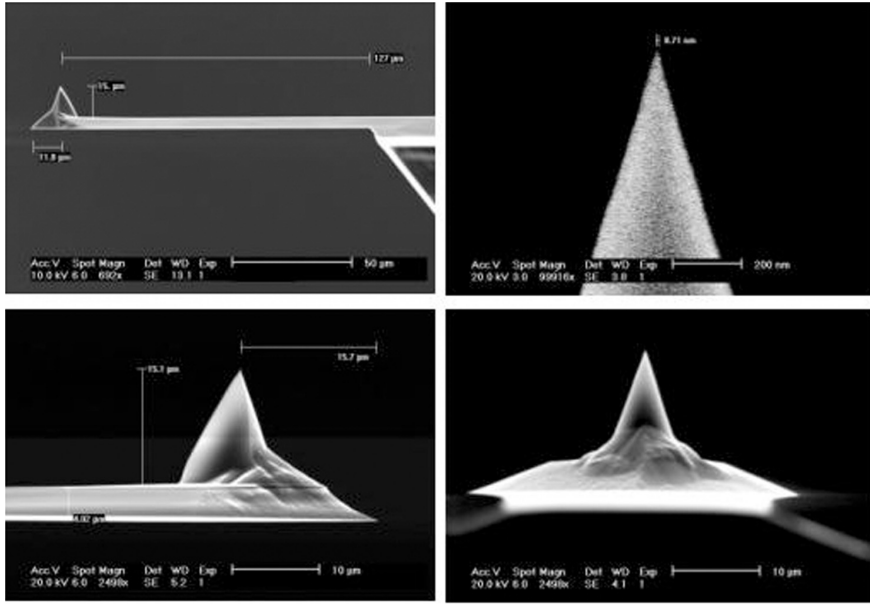 127 µm
15. µm
11.8 µm
Acc.V Spot Magn Det WD Exp 50 µm
10.0 kV 6.0 692x SE 13.1 1
8.71 nm
Acc.V Spot Magn Det WD Exp 200 nm
20.0 kV 3.0 99916x SE 3.8 1
15.7 µm
15.1 µm
Acc.V Spot Magn Det WD Exp 10 µm
20.0 kV 6.0 2498x SE 5.2 1
Acc.V Spot Magn Det WD Exp 10 µm
20.0 kV 6.0 2498x SE 4.1 1